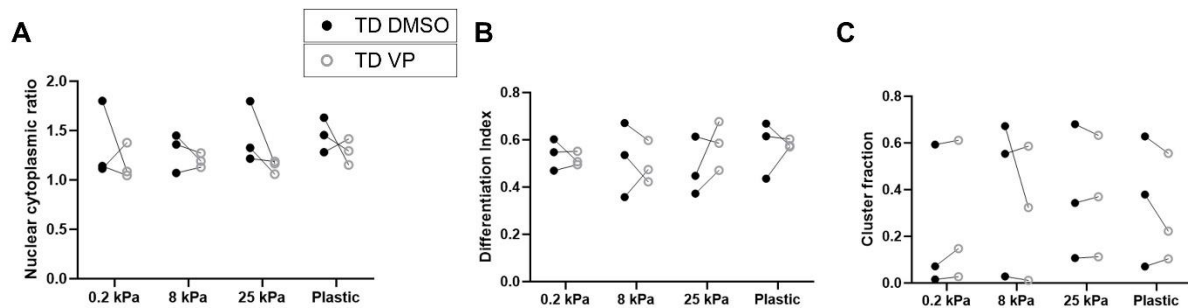 A
TD DMSO
TD VP
B
C
Nuclear cytoplasmic ratio
2.0
1.5
1.0
0.5
0.0
0.2 kPa 8 kPa 25 kPa Plastic
Differentiation Index
0.8
0.6
0.4
0.2
0.0
0.2 kPa 8 kPa 25 kPa Plastic
Cluster fraction
0.8
0.6
0.4
0.2
0.0
0.2 kPa 8 kPa 25 kPa Plastic